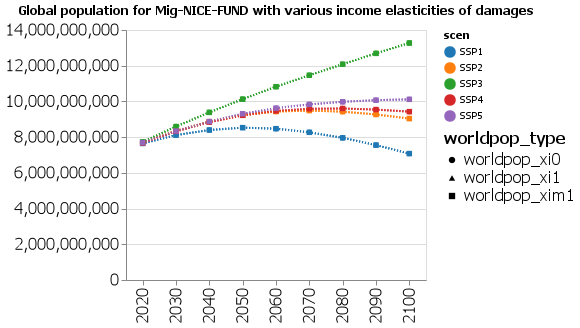 Global population for Mig-NICE-FUND with various income elasticities of damages
14,000,000,000
12,000,000,000
10,000,000,000
8,000,000,000
6,000,000,000
4,000,000,000
2,000,000,000
0
2020
2030
2040
2050
2060
2070
2080
2090
2100
scen
SSP1
SSP2
SSP3
SSP4
SSP5
worldpop_type
worldpop_xi0
worldpop_xi1
worldpop_xim1